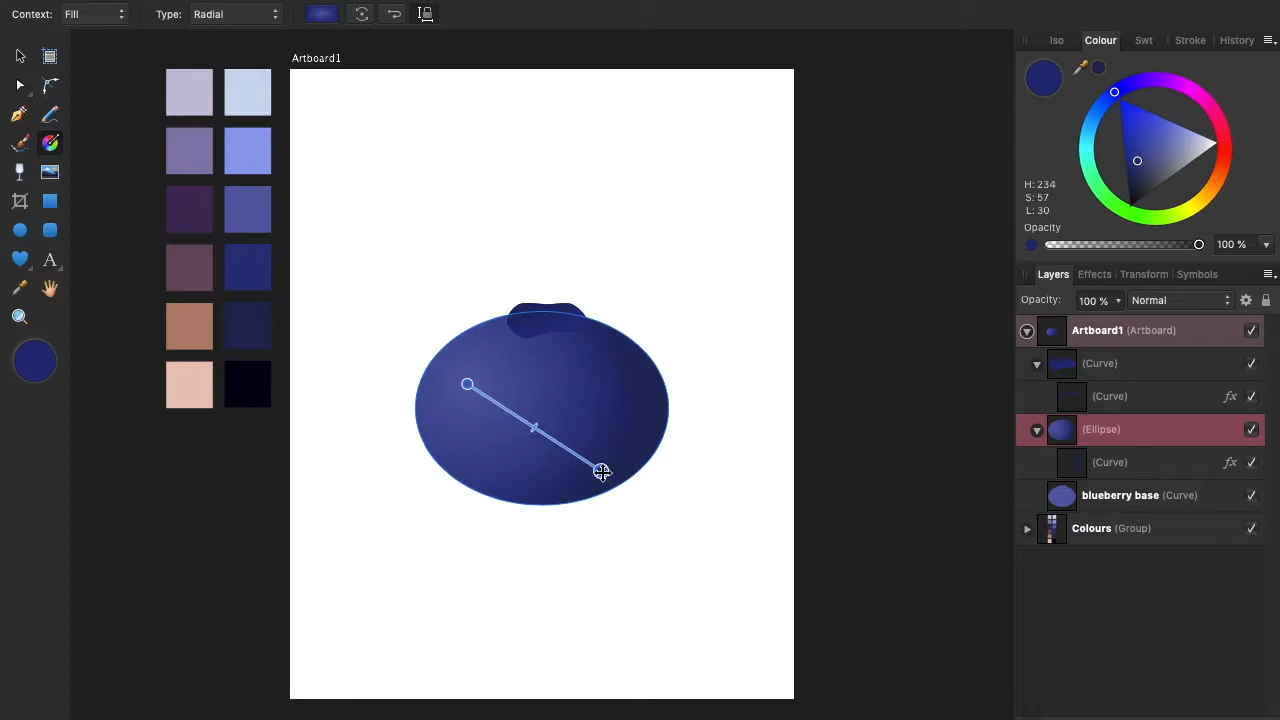 Context: Fill Type: Radial
Artboard1
Iso Colour Swt Stroke History
H: 234
S: 57
L: 30
Opacity
100 %
Layers Effects Transform Symbols
Opacity: 100 % Normal
Artboard1 (Artboard)
(Curve)
(Curve) fx
(Ellipse)
(Curve) fx
blueberry base (Curve)
Colours (Group)
A